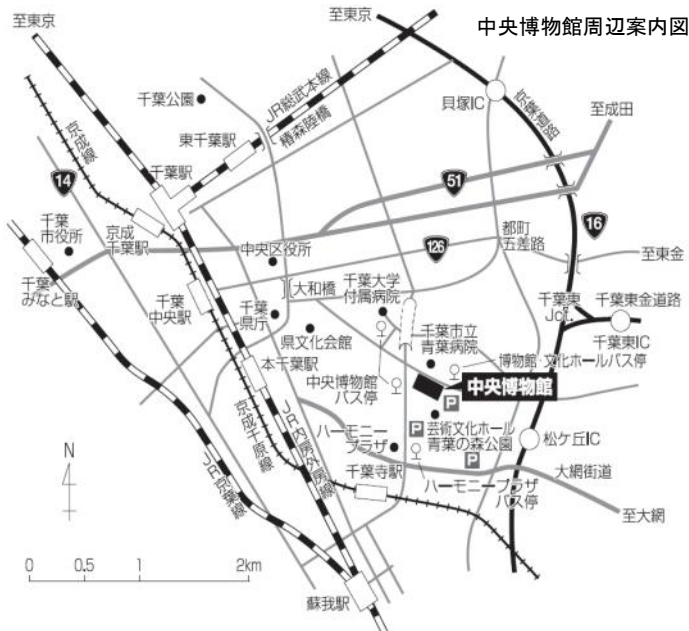 中央博物館周辺案内図
至東京
至東京
千葉公園
JR総武本線
椿森陸橋
東千葉駅
貝塚IC
京葉道路
至成田
京成線
千葉駅
14
51
16
千葉
市役所
京成
千葉駅
中央区役所
126
都町
五差路
至東金
千葉
みなと駅
千葉
中央駅
千葉
県庁
大和橋
千葉大学
付属病院
千葉東
Jct.
千葉東金道路
千葉東IC
県文化会館
千葉市立
青葉病院
博物館・文化ホールバス停
本千葉駅
中央博物館
バス停
中央博物館
P
京成千原線
JR内房外房線
ハーモニー
プラザ
P
芸術文化ホール
青葉の森公園
松ケ丘IC
P
JR京葉線
千葉寺駅
ハーモニープラザ
バス停
大網街道
至大網
N
0
0.5
1
2km
蘇我駅